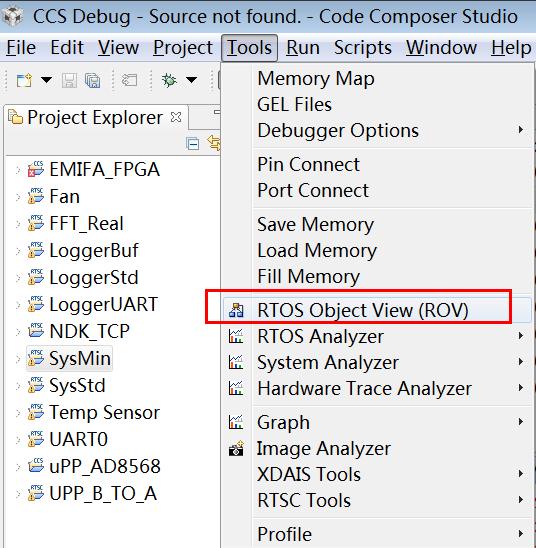 CCS Debug - Source not found. - Code Composer Studio
File Edit View Project Tools Run Scripts Window Help
Project Explorer
EMIFA_FPGA
Fan
FFT_Real
LoggerBuf
LoggerStd
LoggerUART
NDK_TCP
SysMin
SysStd
Temp Sensor
UART0
uPP_AD8568
UPP_B_TO_A
Memory Map
GEL Files
Debugger Options
Pin Connect
Port Connect
Save Memory
Load Memory
Fill Memory
RTOS Object View (ROV)
RTOS Analyzer
System Analyzer
Hardware Trace Analyzer
Graph
Image Analyzer
XDAIS Tools
RTSC Tools
Profile